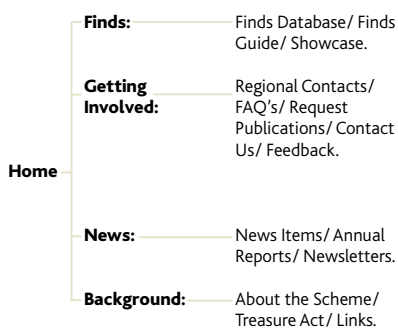 Finds:
Finds Database/ Finds
Guide/ Showcase.
Getting
Involved:
Regional Contacts/
FAQ’s/ Request
Publications/ Contact
Us/ Feedback.
Home
News:
News Items/ Annual
Reports/ Newsletters.
Background:
About the Scheme/
Treasure Act/ Links.